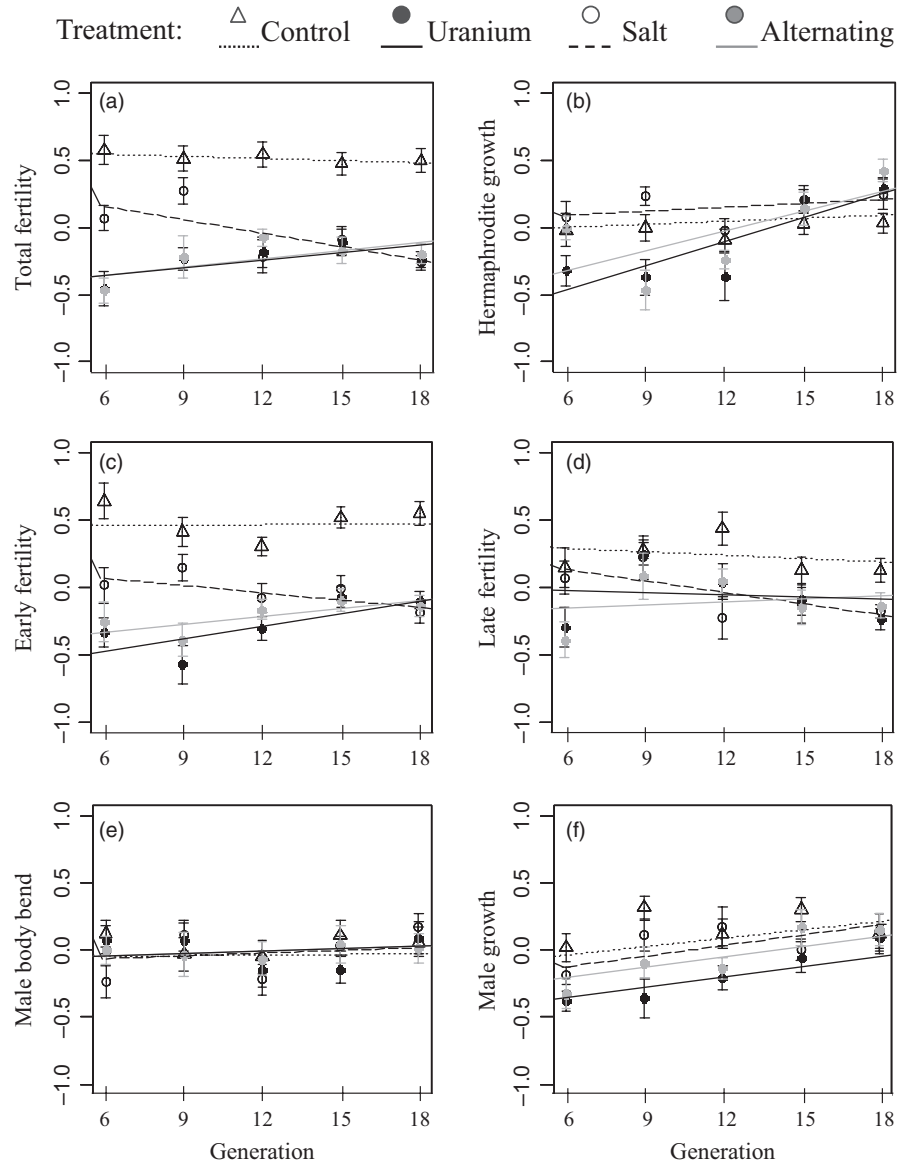 Treatment: Control Uranium Salt Alternating
(a)
Total fertility
1.0
0.5
0.0
−0.5
−1.0
6 9 12 15 18
(b)
Hermaphrodite growth
1.0
0.5
0.0
−0.5
−1.0
6 9 12 15 18
(c)
Early fertility
1.0
0.5
0.0
−0.5
−1.0
6 9 12 15 18
(d)
Late fertility
1.0
0.5
0.0
−0.5
−1.0
6 9 12 15 18
(e)
Male body bend
1.0
0.5
0.0
−0.5
−1.0
6 9 12 15 18
Generation
(f)
Male growth
1.0
0.5
0.0
−0.5
−1.0
6 9 12 15 18
Generation